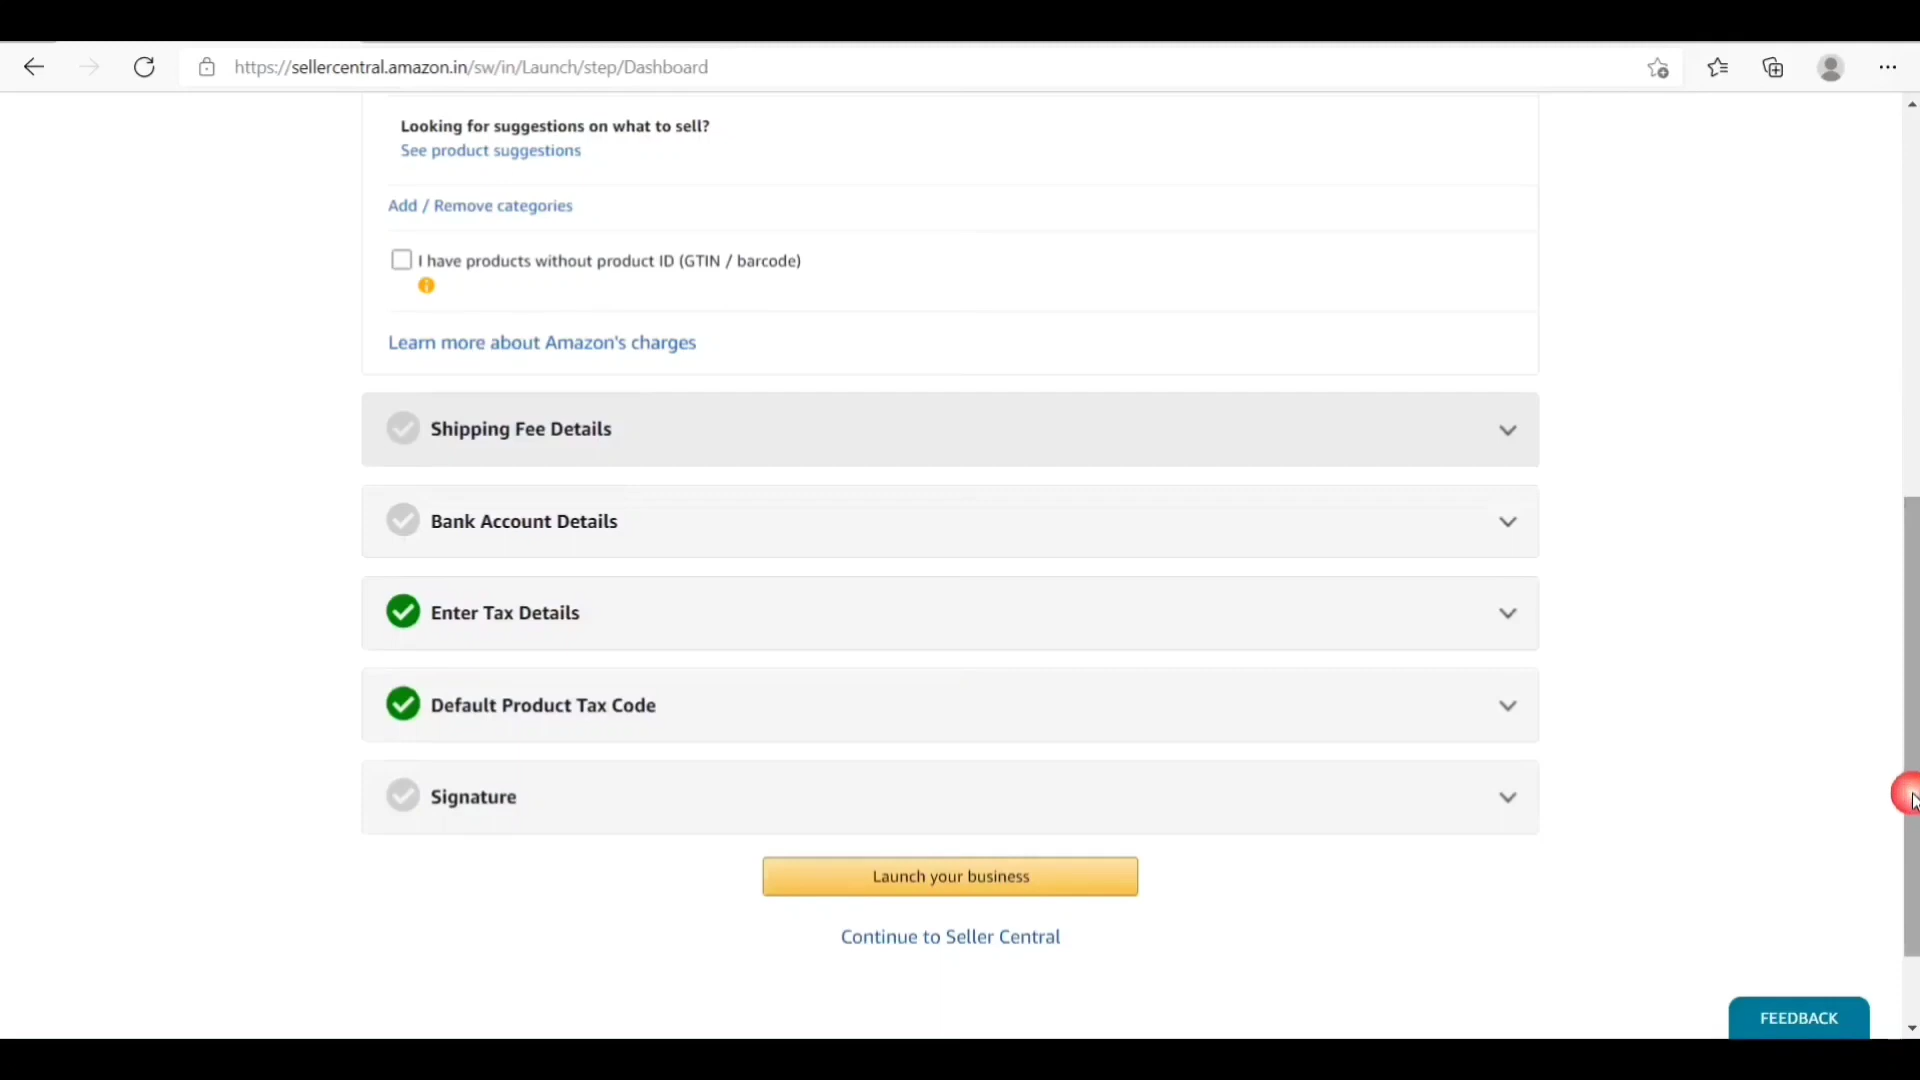 https://sellercentral.amazon.in/sw/in/Launch/step/Dashboard
Looking for suggestions on what to sell?
See product suggestions
Add / Remove categories
I have products without product ID (GTIN / barcode)
Learn more about Amazon's charges
Shipping Fee Details
Bank Account Details
Enter Tax Details
Default Product Tax Code
Signature
Launch your business
Continue to Seller Central
FEEDBACK